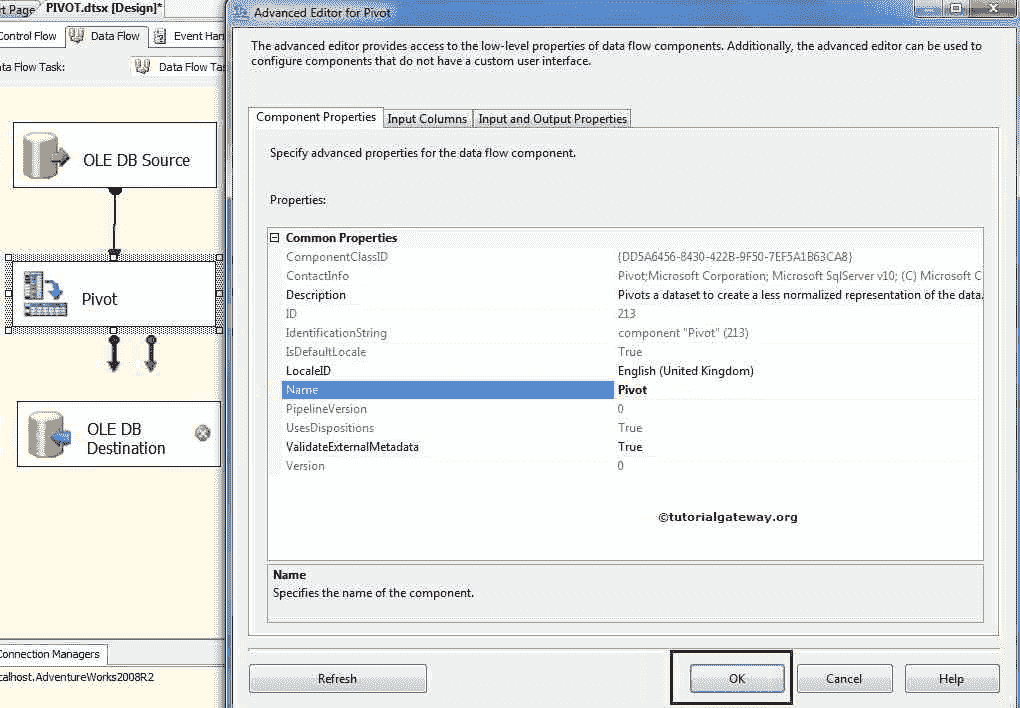 rt Page
PIVOT.dtsx [Design]*
Control Flow
Data Flow
Event Han
ata Flow Task:
Data Flow Tas
OLE DB Source
Pivot
OLE DB
Destination
Connection Managers
calhost.AdventureWorks2008R2
Advanced Editor for Pivot
The advanced editor provides access to the low-level properties of data flow components. Additionally, the advanced editor can be used to
configure components that do not have a custom user interface.
Component Properties
Input Columns
Input and Output Properties
Specify advanced properties for the data flow component.
Properties:
Common Properties
ComponentClassID {DD5A6456-8430-422B-9F50-7EF5A1B63CA8}
ContactInfo Pivot;Microsoft Corporation; Microsoft SqlServer v10; (C) Microsoft C
Description Pivots a dataset to create a less normalized representation of the data.
ID 213
IdentificationString component "Pivot" (213)
IsDefaultLocale True
LocaleID English (United Kingdom)
Name Pivot
PipelineVersion 0
UsesDispositions True
ValidateExternalMetadata True
Version 0
©tutorialgateway.org
Name
Specifies the name of the component.
Refresh
OK
Cancel
Help